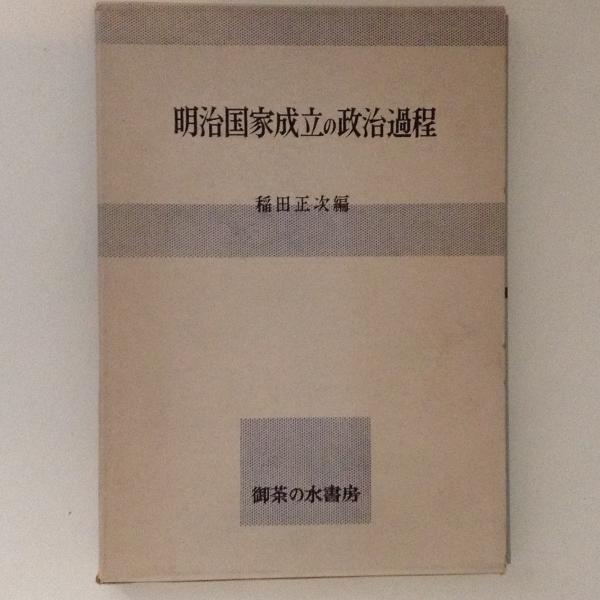 明治国家成立の政治過程
稲田正次編
御茶の水書房